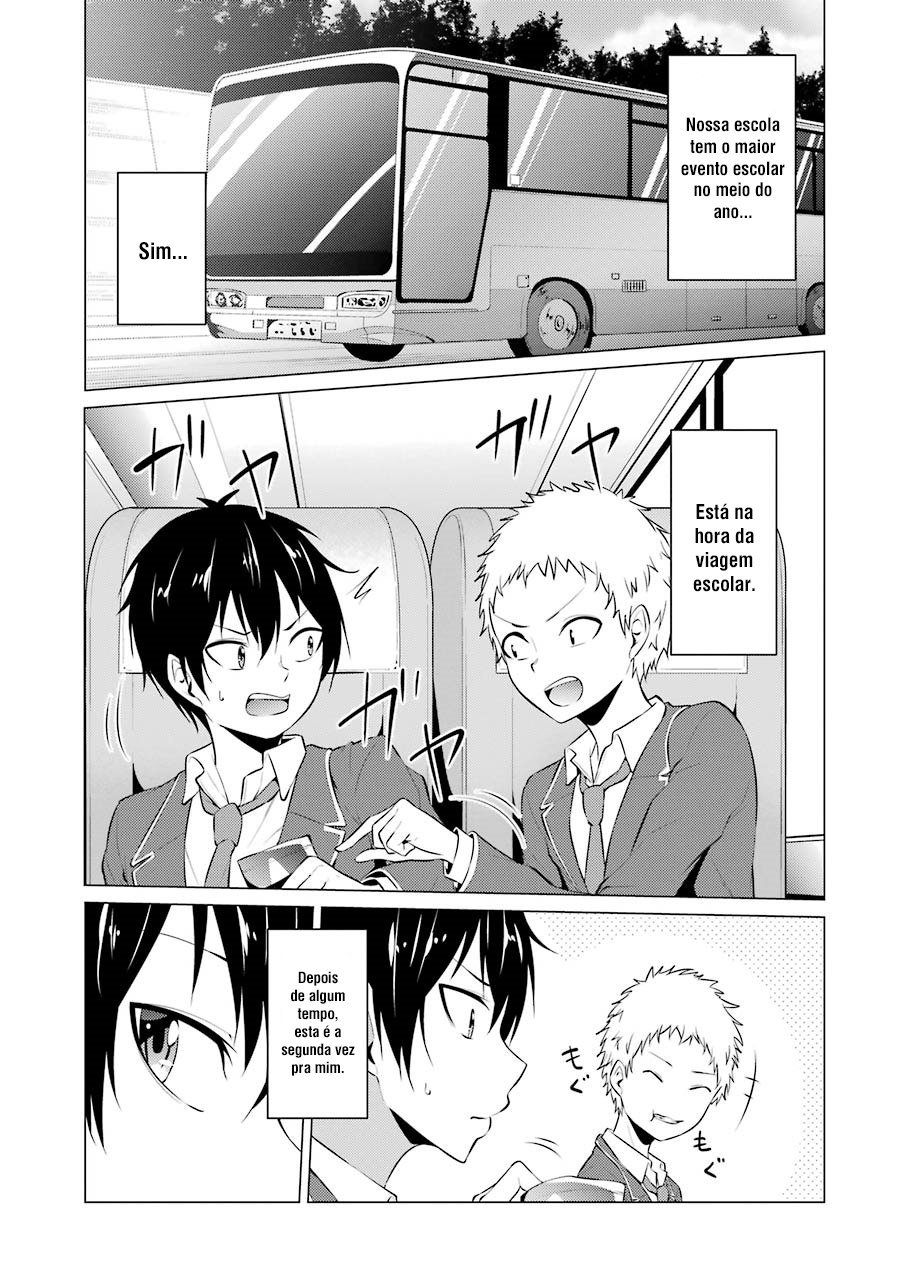 Nossa escola
tem o maior
evento escolar
no meio do
ano...
Sim...
Está na
hora da
viagem
escolar.
ガヤ
ガヤ
ガヤ
Depois
de algum
tempo,
esta é a
segunda vez
pra mim.
もぐ
もぐ